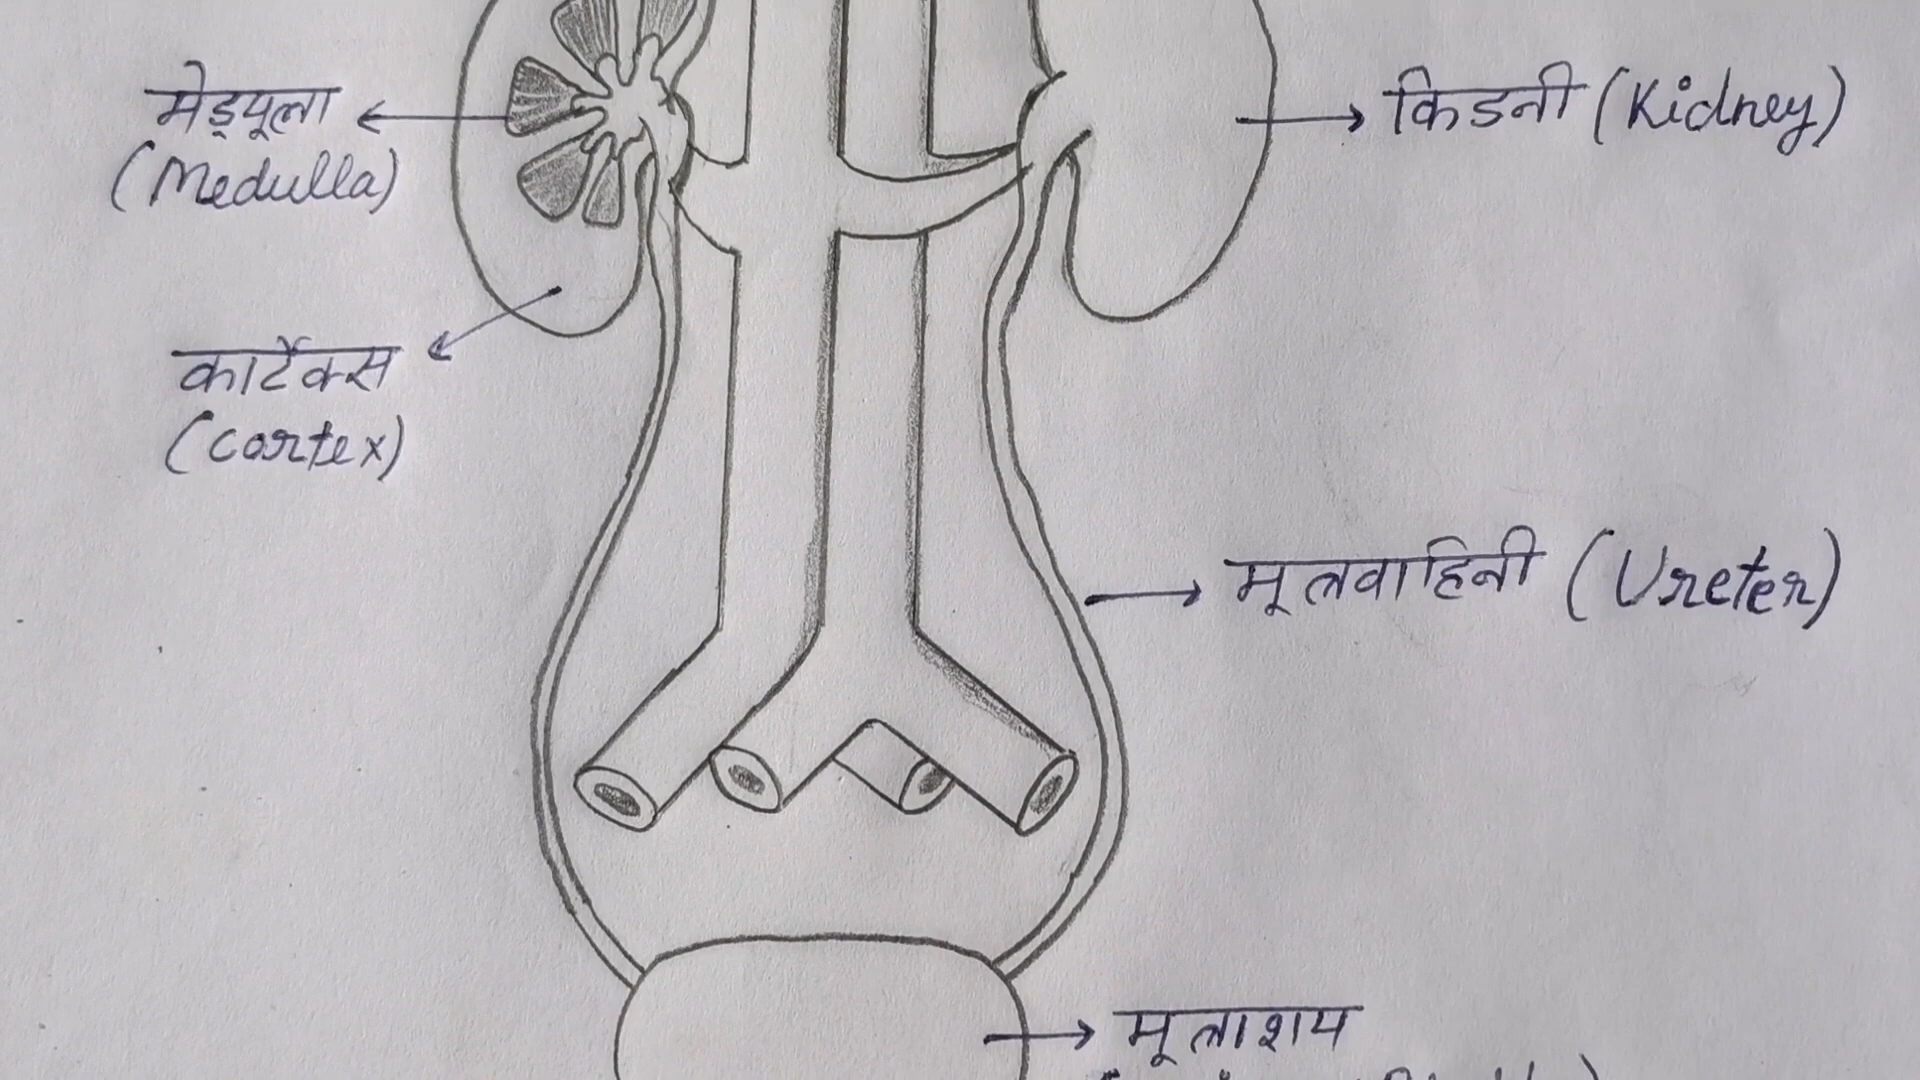 मेड्यूला
(Medulla)
किडनी (Kidney)
कार्टेक्स
(Cortex)
मूत्रवाहिनी (Ureter)
मूत्राशय